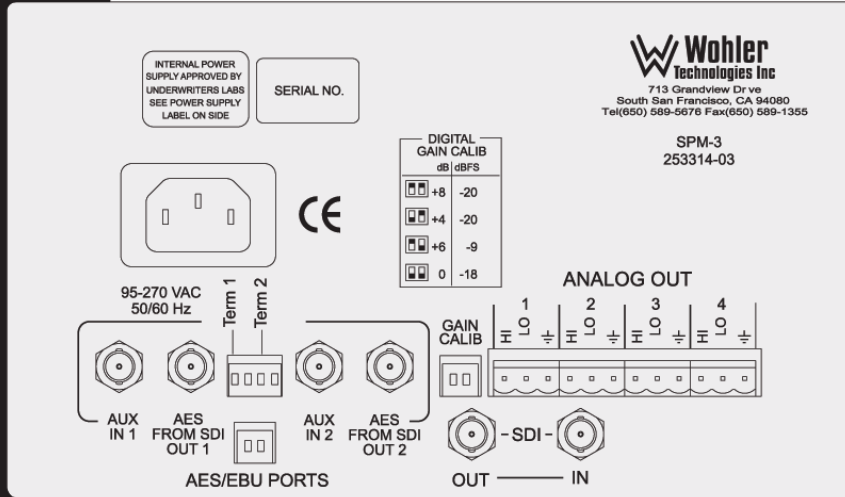 INTERNAL POWER
SUPPLY APPROVED BY
UNDERWRITERS LABS
SEE POWER SUPPLY
LABEL ON SIDE
SERIAL NO.
Wohler
Technologies Inc
713 Grandview Dr ve
South San Francisco, CA 94080
Tel(650) 589-5676 Fax(650) 589-1355
SPM-3
253314-03
DIGITAL
GAIN CALIB
dB dBFS
+8 -20
+4 -20
+6 -9
0 -18
CE
95-270 VAC
50/60 Hz
Term 1
Term 2
ANALOG OUT
1 2 3 4
HI LO HI LO HI LO HI LO
GAIN
CALIB
AUX
IN 1
AES
FROM SDI
OUT 1
AUX
IN 2
AES
FROM SDI
OUT 2
AES/EBU PORTS
SDI
OUT IN